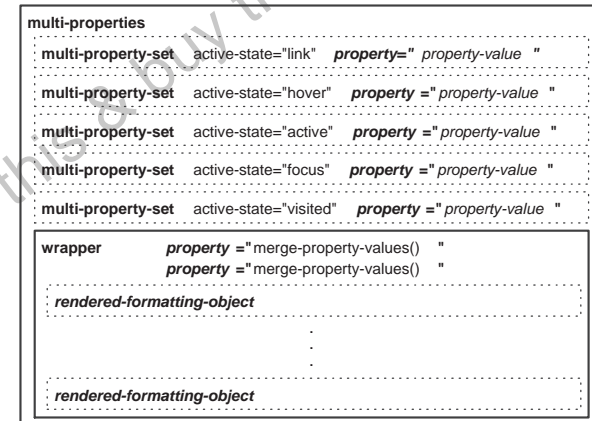 multi-properties
multi-property-set active-state="link" property=" property-value "
multi-property-set active-state="hover" property =" property-value "
multi-property-set active-state="active" property =" property-value "
multi-property-set active-state="focus" property =" property-value "
multi-property-set active-state="visited" property =" property-value "
wrapper property ="merge-property-values() "
property ="merge-property-values() "
rendered-formatting-object
.
.
.
rendered-formatting-object
this & buy th